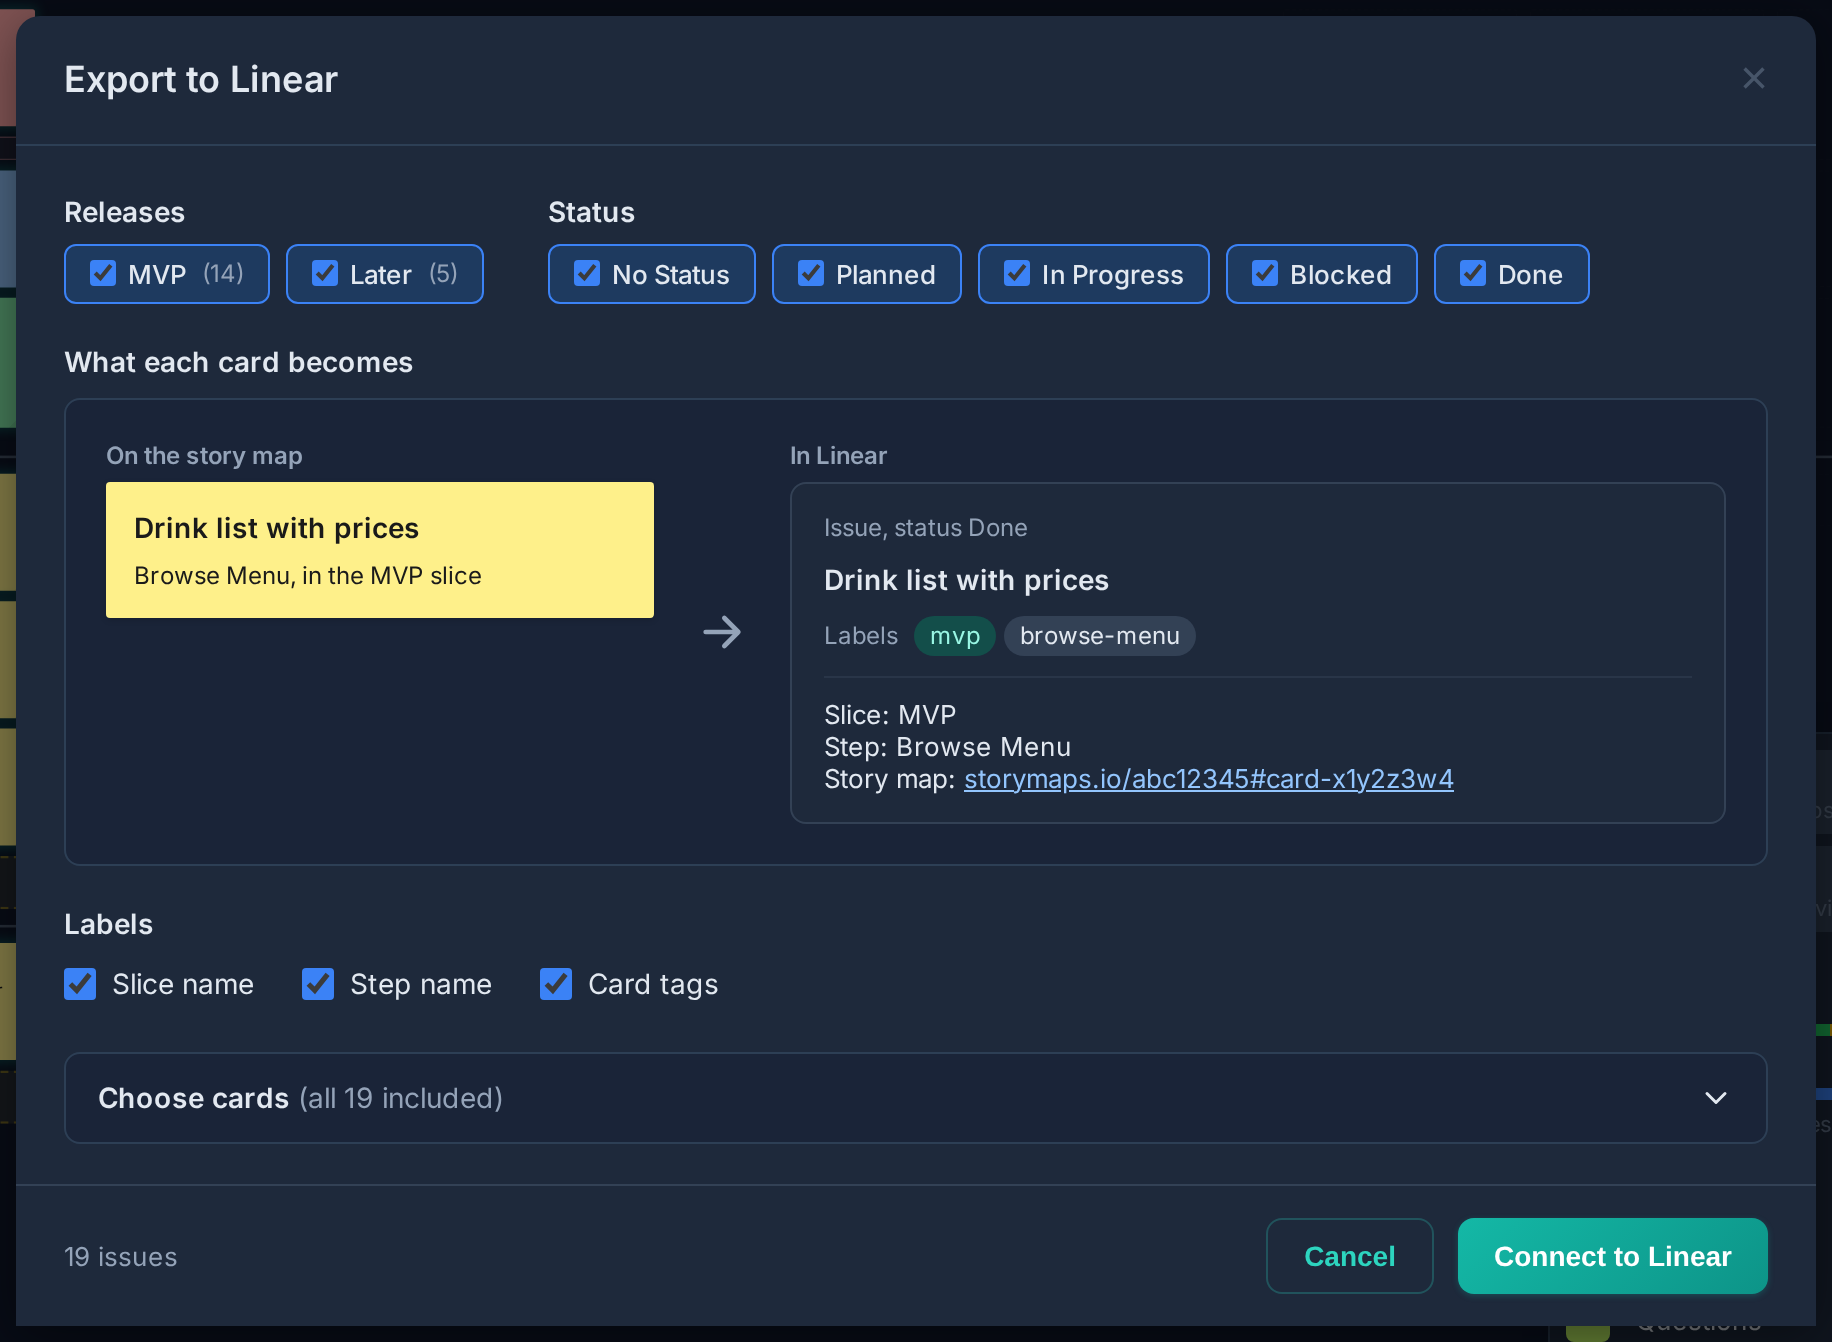 Export to Linear
Releases
Status
MVP (14)
Later (5)
No Status
Planned
In Progress
Blocked
Done
What each card becomes
On the story map
In Linear
Drink list with prices
Browse Menu, in the MVP slice
Issue, status Done
Drink list with prices
Labels mvp browse-menu
Slice: MVP
Step: Browse Menu
Story map: storymaps.io/abc12345#card-x1y2z3w4
Labels
Slice name
Step name
Card tags
Choose cards (all 19 included)
19 issues
Cancel
Connect to Linear